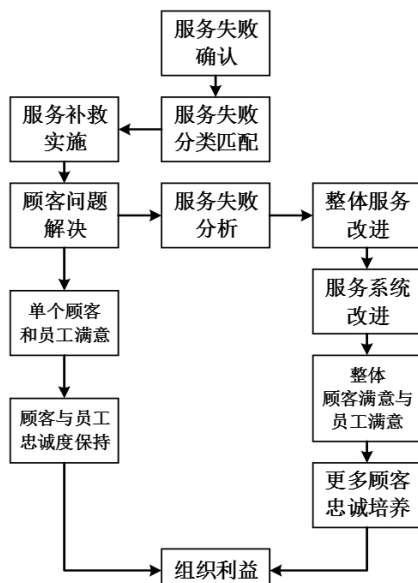 服务失败
确认
服务补救
实施
服务失败
分类匹配
顾客问题
解决
服务失败
分析
整体服务
改进
单个顾客
和员工满意
服务系统
改进
整体
顾客满意与
员工满意
顾客与员工
忠诚度保持
更多顾客
忠诚培养
组织利益